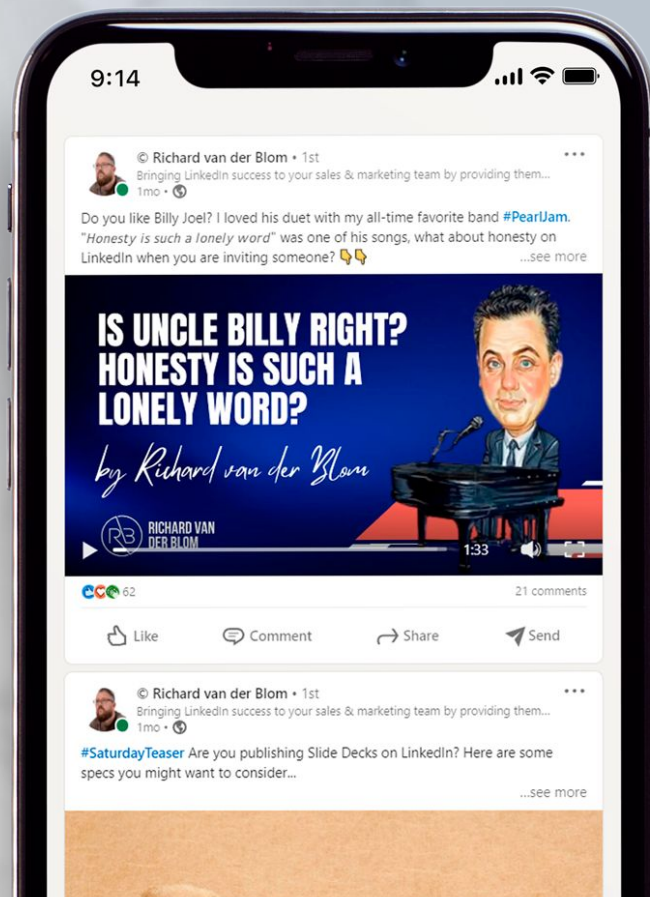 9:14
© Richard van der Blom • 1st
Bringing LinkedIn success to your sales & marketing team by providing them...
1mo •
Do you like Billy Joel? I loved his duet with my all-time favorite band #PearlJam.
"Honesty is such a lonely word" was one of his songs, what about honesty on
LinkedIn when you are inviting someone? 👇👇 ...see more
IS UNCLE BILLY RIGHT?
HONESTY IS SUCH A
LONELY WORD?
by Richard van der Blom
RB RICHARD VAN
DER BLOM
1:33
62 21 comments
Like Comment Share Send
© Richard van der Blom • 1st
Bringing LinkedIn success to your sales & marketing team by providing them...
1mo •
#SaturdayTeaser Are you publishing Slide Decks on LinkedIn? Here are some
specs you might want to consider...
...see more